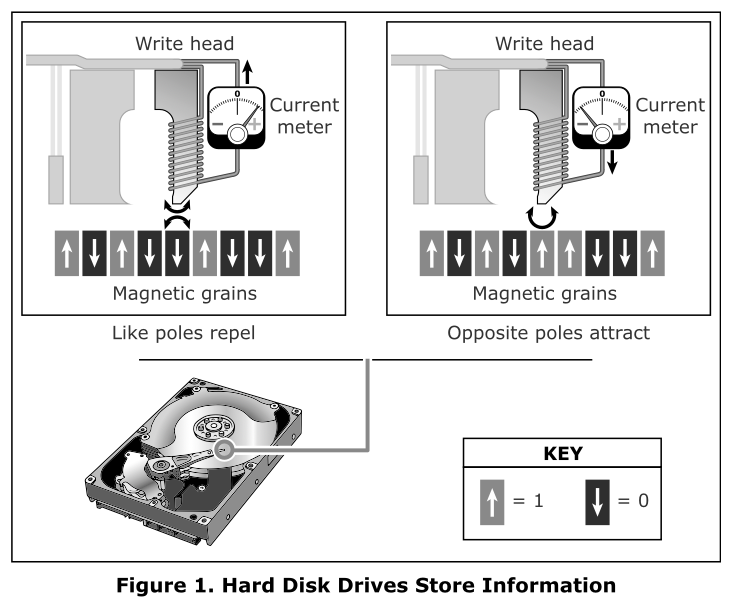 Write head
0
− +
Current
meter
Magnetic grains
Like poles repel
Write head
0
− +
Current
meter
Magnetic grains
Opposite poles attract
KEY
= 1
= 0
Figure 1. Hard Disk Drives Store Information